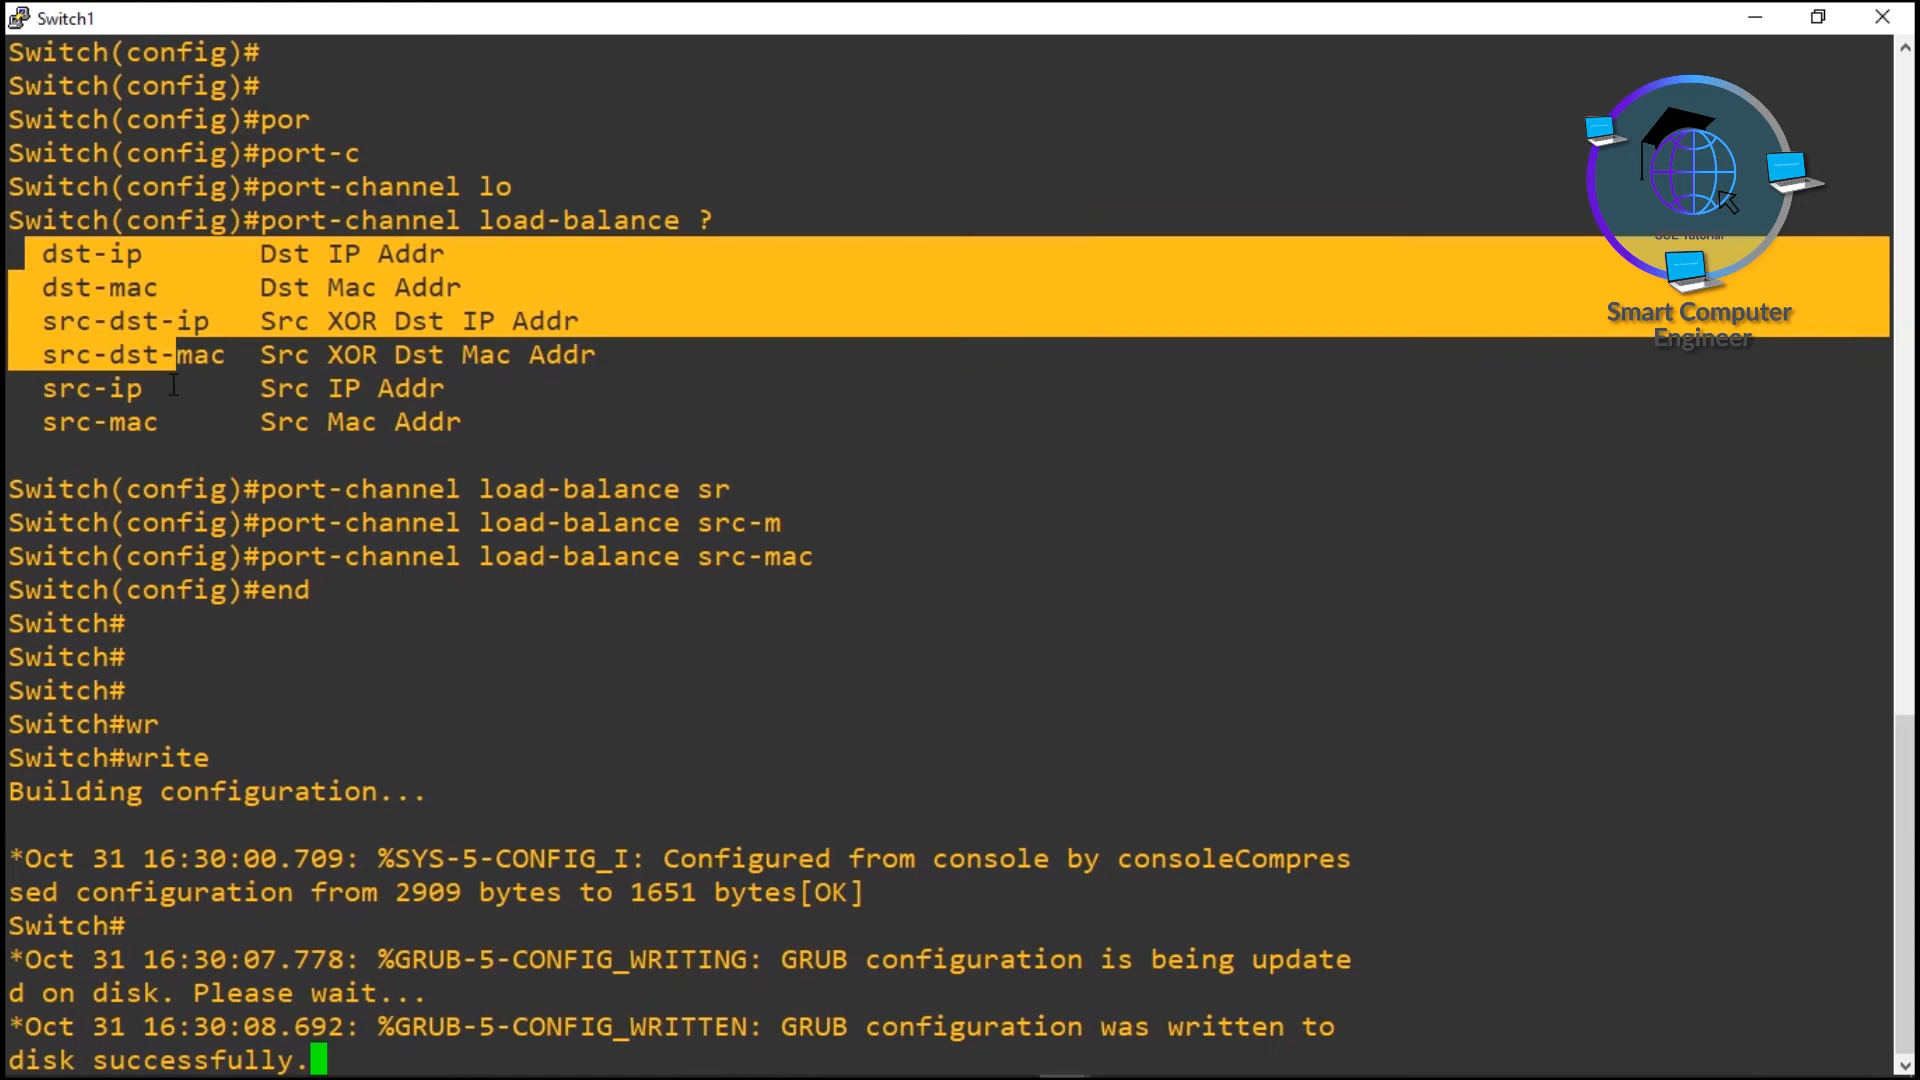 Switch1
Switch(config)#
Switch(config)#
Switch(config)#por
Switch(config)#port-c
Switch(config)#port-channel lo
Switch(config)#port-channel load-balance ?
dst-ip       Dst IP Addr
dst-mac      Dst Mac Addr
src-dst-ip   Src XOR Dst IP Addr
src-dst-mac  Src XOR Dst Mac Addr
src-ip       Src IP Addr
src-mac      Src Mac Addr
Switch(config)#port-channel load-balance sr
Switch(config)#port-channel load-balance src-m
Switch(config)#port-channel load-balance src-mac
Switch(config)#end
Switch#
Switch#
Switch#
Switch#wr
Switch#write
Building configuration...
*Oct 31 16:30:00.709: %SYS-5-CONFIG_I: Configured from console by consoleCompres
sed configuration from 2909 bytes to 1651 bytes[OK]
Switch#
*Oct 31 16:30:07.778: %GRUB-5-CONFIG_WRITING: GRUB configuration is being update
d on disk. Please wait...
*Oct 31 16:30:08.692: %GRUB-5-CONFIG_WRITTEN: GRUB configuration was written to
disk successfully.
Smart Computer
Engineer